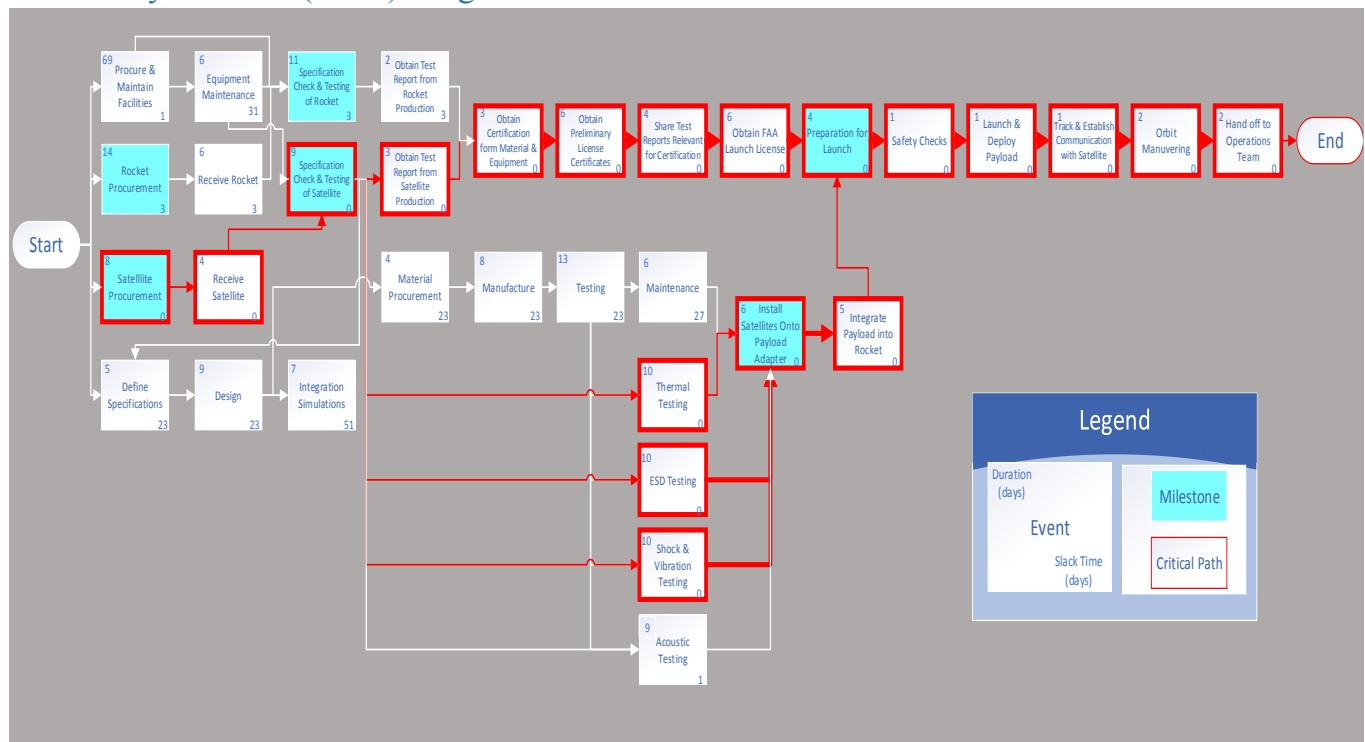 Start
69
Procure &
Maintain
Facilities
1
6
Equipment
Maintenance
31
11
Specification
Check & Testing
of Rocket
3
2
Obtain Test
Report from
Rocket
Production
3
14
Rocket
Procurement
3
6
Receive Rocket
3
9
Specification
Check & Testing
of Satellite
0
3
Obtain Test
Report from
Satellite
Production
0
3
Obtain
Certification
form Material &
Equipment
0
6
Obtain
Preliminary
License
Certificates
0
4
Share Test
Reports Relevant
for Certification
0
6
Obtain FAA
Launch License
0
4
Preparation for
Launch
0
1
Safety Checks
0
1
Launch &
Deploy
Payload
0
1
Track & Establish
Communication
with Satellite
0
2
Orbit
Manuvering
0
2
Hand off to
Operations
Team
0
End
8
Satelllite
Procurement
0
4
Receive
Satellite
0
4
Material
Procurement
23
8
Manufacture
23
13
Testing
23
6
Maintenance
27
6
Install
Satellites Onto
Payload
Adapter
0
5
Integrate
Payload into
Rocket
0
5
Define
Specifications
23
9
Design
23
7
Integration
Simulations
51
10
Thermal
Testing
0
10
ESD Testing
0
10
Shock &
Vibration
Testing
0
9
Acoustic
Testing
1
Legend
Duration
(days)
Event
Slack Time
(days)
Milestone
Critical Path